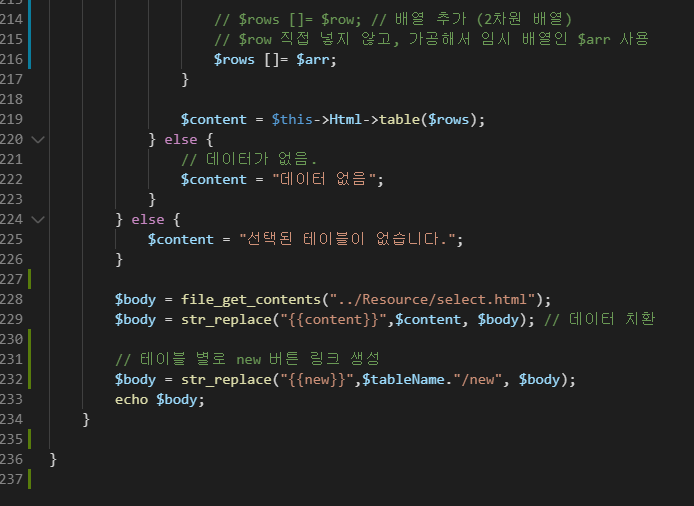 214 // $rows []= $row; // 배열 추가 (2차원 배열)
215 // $row 직접 넣지 않고, 가공해서 임시 배열인 $arr 사용
216 $rows []= $arr;
217 }
218
219 $content = $this->Html->table($rows);
220 } else {
221 // 데이터가 없음.
222 $content = "데이터 없음";
223 }
224 } else {
225 $content = "선택된 테이블이 없습니다.";
226 }
227
228 $body = file_get_contents("../Resource/select.html");
229 $body = str_replace("{{content}}",$content, $body); // 데이터 치환
230
231 // 테이블 별로 new 버튼 링크 생성
232 $body = str_replace("{{new}}",$tableName."/new", $body);
233 echo $body;
234 }
235
236 }
237